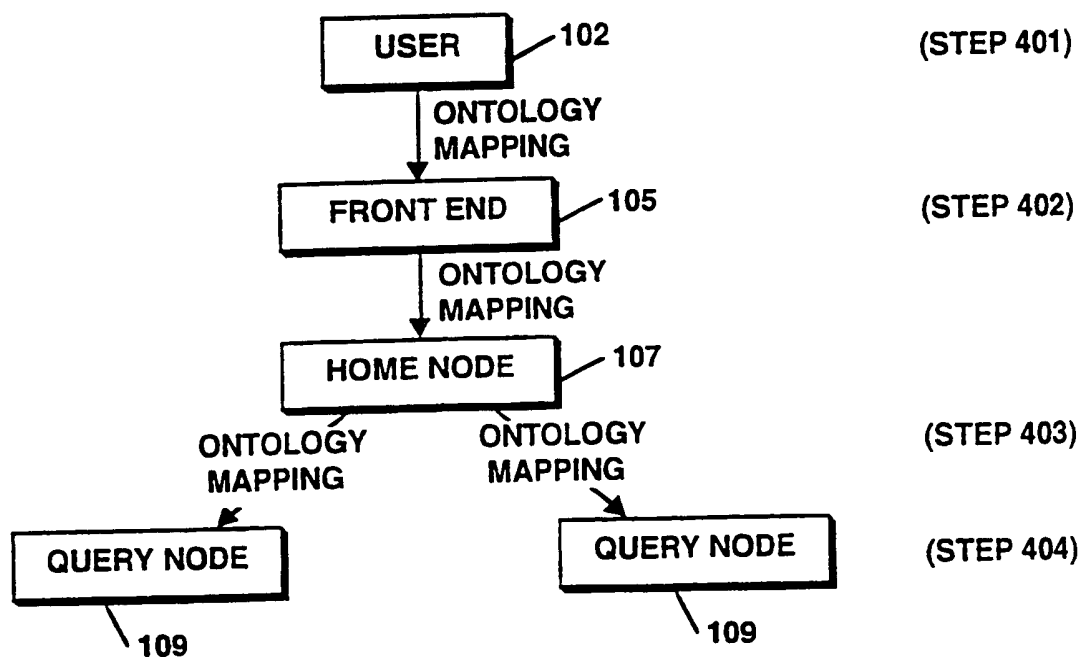 USER
102
(STEP 401)
ONTOLOGY
MAPPING
FRONT END
105
(STEP 402)
ONTOLOGY
MAPPING
HOME NODE
107
ONTOLOGY
MAPPING
ONTOLOGY
MAPPING
(STEP 403)
QUERY NODE
109
QUERY NODE
109
(STEP 404)